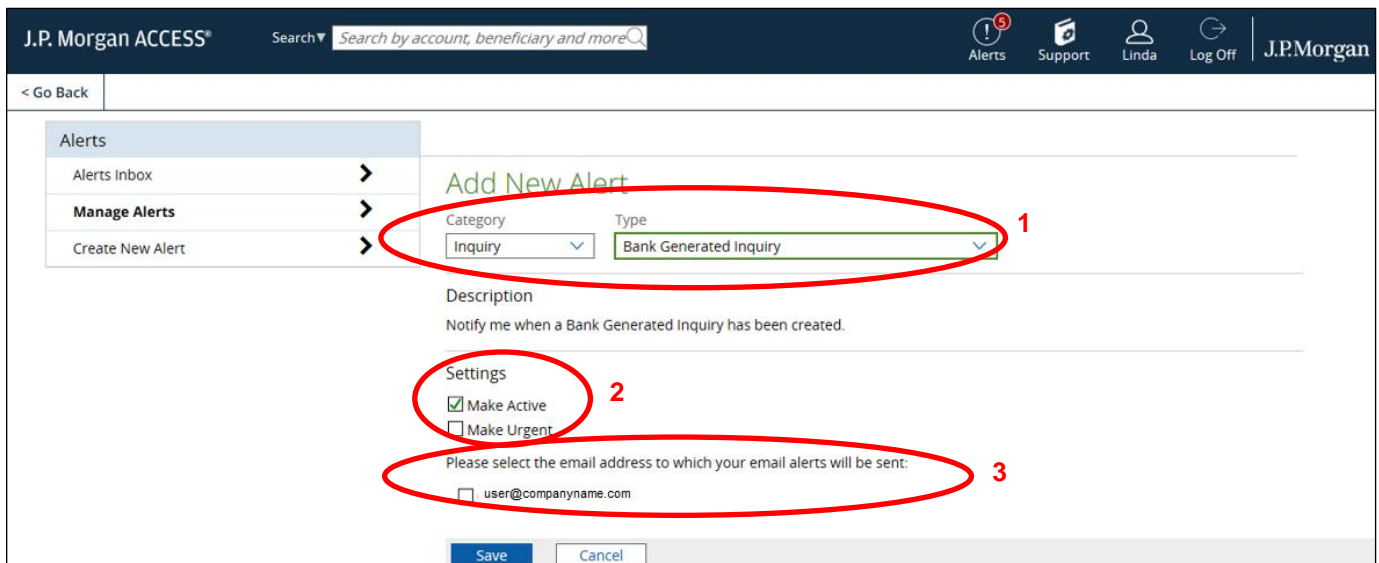 J.P. Morgan ACCESS® Search▼ Search by account, beneficiary and more 5 J.P.Morgan
Alerts Support Linda Log Off
< Go Back
Alerts
Alerts Inbox
Manage Alerts
Create New Alert
Add New Alert
Category Type 1
Inquiry Bank Generated Inquiry
Description
Notify me when a Bank Generated Inquiry has been created.
Settings
2
Make Active
Make Urgent
Please select the email address to which your email alerts will be sent:
3
user@companyname.com
Save Cancel